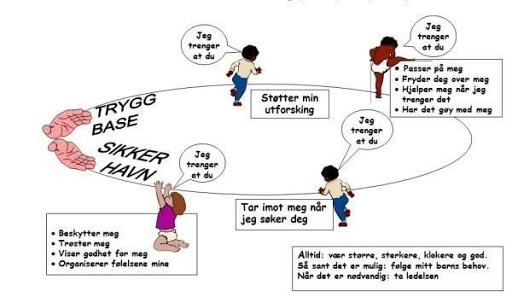 Jeg
trenger
at du
Støtter min
utforsking
Jeg
trenger
at du
• Passer på meg
• Fryder deg over meg
• Hjelper meg når jeg
trenger det
• Har det gøy med meg
TRYGG
BASE
SIKKER
HAVN
Jeg
trenger
at du
Tar imot meg når
jeg søker deg
Jeg
trenger
at du
• Beskytter meg
• Trøster meg
• Viser godhet for meg
• Organiserer følelsene mine
Alltid: vær større, sterkere, klokere og god.
Så sant det er mulig: følge mitt barns behov.
Når det er nødvendig: ta ledelsen